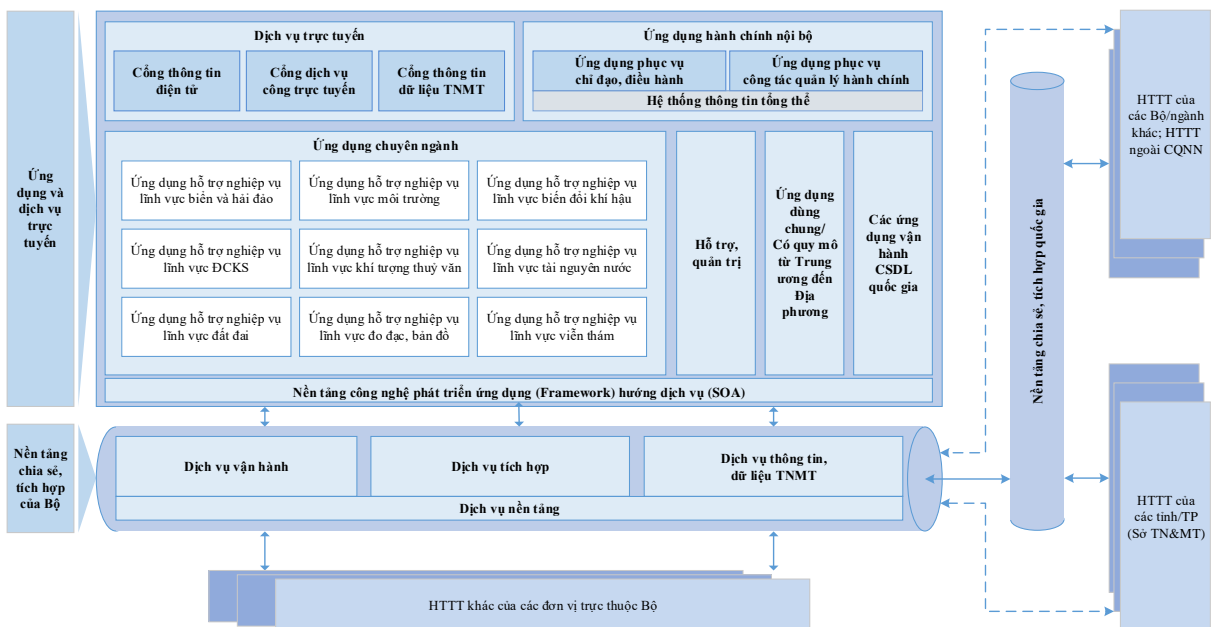 Ứng
dụng và
dịch vụ
trực
tuyến
Dịch vụ trực tuyến
Cổng thông tin
điện tử
Cổng dịch vụ
công trực tuyến
Cổng thông tin
dữ liệu TNMT
Ứng dụng hành chính nội bộ
Ứng dụng phục vụ
chỉ đạo, điều hành
Ứng dụng phục vụ
công tác quản lý hành chính
Hệ thống thông tin tổng thể
Ứng dụng chuyên ngành
Ứng dụng hỗ trợ nghiệp vụ
lĩnh vực biển và hải đảo
Ứng dụng hỗ trợ nghiệp vụ
lĩnh vực môi trường
Ứng dụng hỗ trợ nghiệp vụ
lĩnh vực biến đổi khí hậu
Ứng dụng hỗ trợ nghiệp vụ
lĩnh vực ĐCKS
Ứng dụng hỗ trợ nghiệp vụ
lĩnh vực khí tượng thuỷ văn
Ứng dụng hỗ trợ nghiệp vụ
lĩnh vực tài nguyên nước
Ứng dụng hỗ trợ nghiệp vụ
lĩnh vực đất đai
Ứng dụng hỗ trợ nghiệp vụ
lĩnh vực đo đạc, bản đồ
Ứng dụng hỗ trợ nghiệp vụ
lĩnh vực viễn thám
Hỗ trợ,
quản trị
Ứng dụng
dùng
chung/
Có quy mô
từ Trung
ương đến
Địa
phương
Các ứng
dụng vận
hành
CSDL
quốc gia
Nền tảng công nghệ phát triển ứng dụng (Framework) hướng dịch vụ (SOA)
Nền tảng
chia sẻ,
tích hợp
của Bộ
Dịch vụ vận hành
Dịch vụ tích hợp
Dịch vụ thông tin,
dữ liệu TNMT
Dịch vụ nền tảng
HTTT khác của các đơn vị trực thuộc Bộ
Nền tảng chia sẻ, tích hợp quốc gia
HTTT của
các Bộ/ngành
khác; HTTT
ngoài CQNN
HTTT của
các tỉnh/TP
(Sở TN&MT)